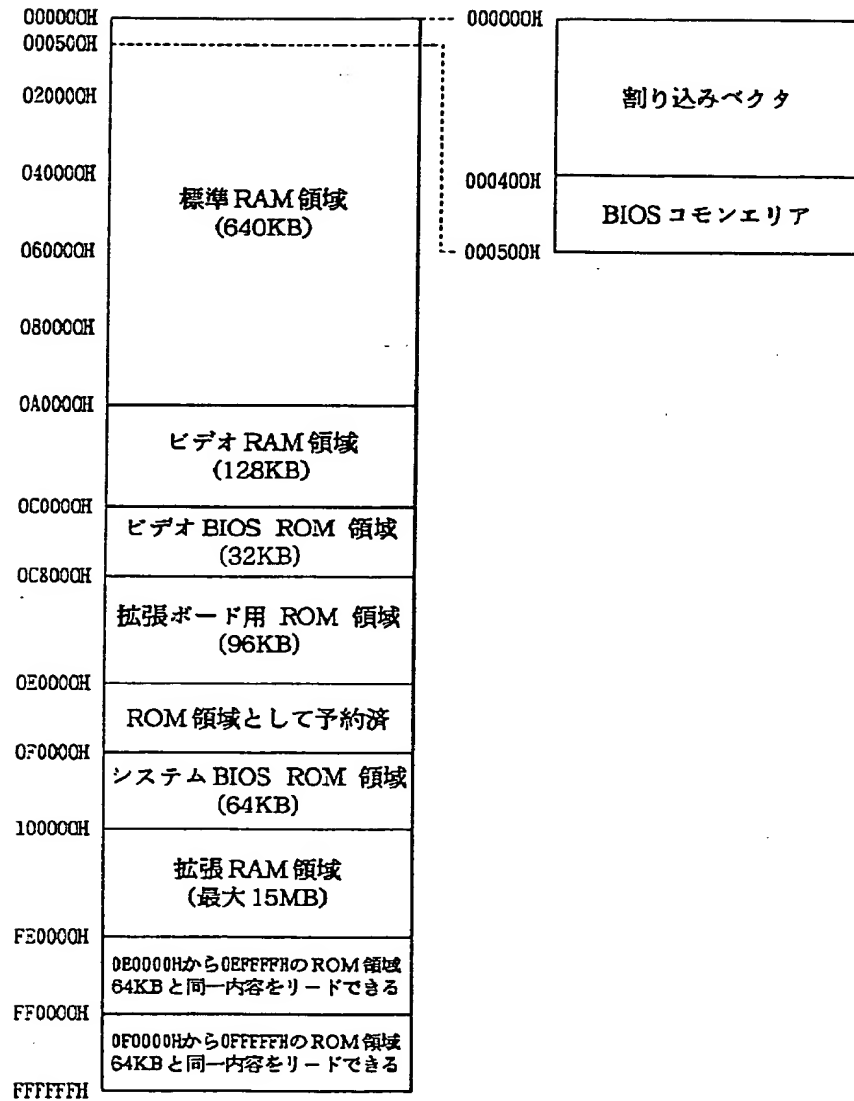 000000H
000500H
020000H
040000H
060000H
080000H
0A0000H
0C0000H
0C8000H
0E0000H
0F0000H
100000H
FE0000H
FF0000H
FFFFFFH
標準RAM領域
(640KB)
ビデオRAM領域
(128KB)
ビデオBIOS ROM 領域
(32KB)
拡張ボード用 ROM 領域
(96KB)
ROM領域として予約済
システムBIOS ROM 領域
(64KB)
拡張RAM領域
(最大15MB)
0E0000Hから0EFFFFHのROM領域
64KBと同一内容をリードできる
0F0000Hから0FFFFFHのROM領域
64KBと同一内容をリードできる
000000H
割り込みベクタ
000400H
BIOSコモンエリア
000500H